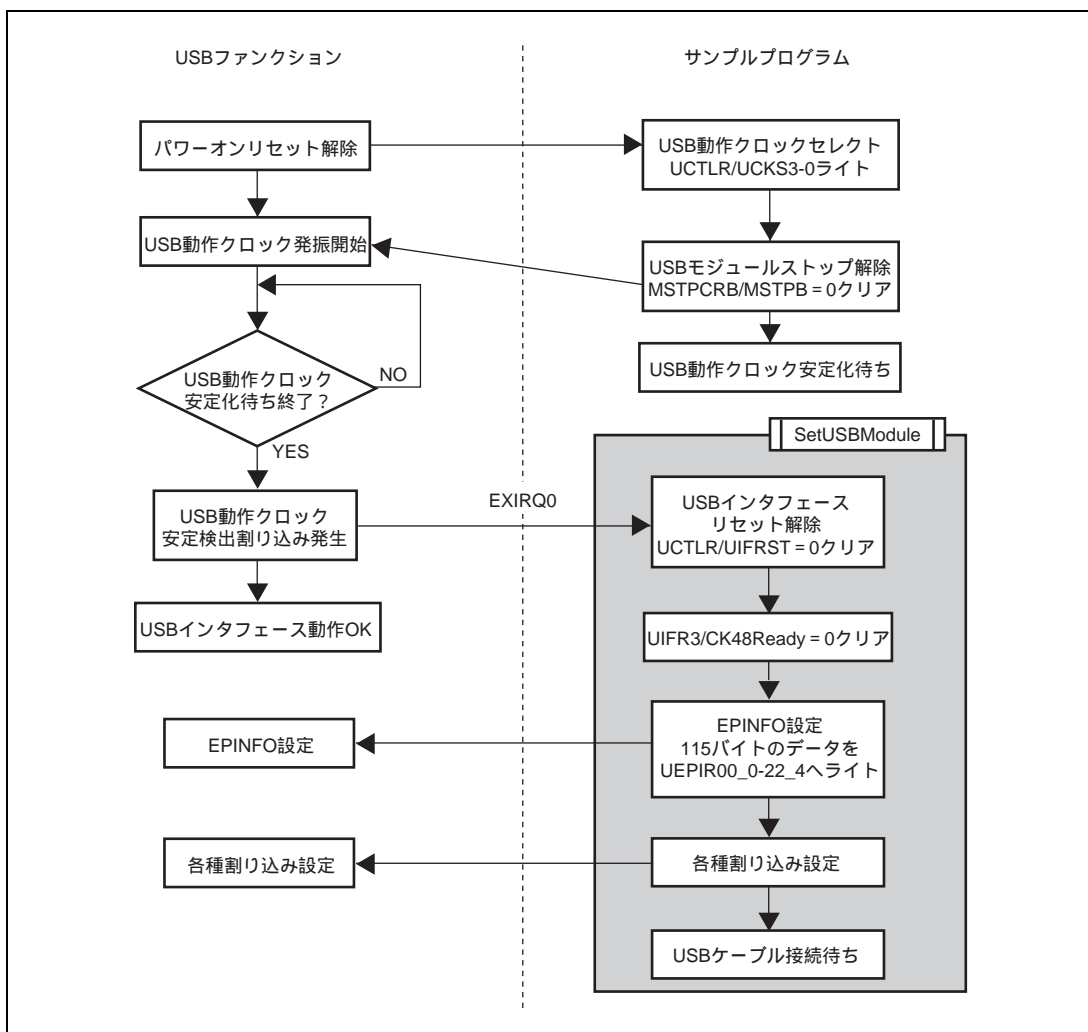 USBファンクション
サンプルプログラム
パワーオンリセット解除
USB動作クロックセレクト
UCTLR/UCKS3-0ライト
USB動作クロック発振開始
USBモジュールストップ解除
MSTPCRB/MSTPB = 0クリア
USB動作クロック安定化待ち
USB動作クロック
安定化待ち終了？
NO
YES
SetUSBModule
USB動作クロック
安定検出割り込み発生
EXIRQ0
USBインタフェース
リセット解除
UCTLR/UIFRST = 0クリア
USBインタフェース動作OK
UIFR3/CK48Ready = 0クリア
EPINFO設定
EPINFO設定
115バイトのデータを
UEPIR00_0-22_4へライト
各種割り込み設定
各種割り込み設定
USBケーブル接続待ち